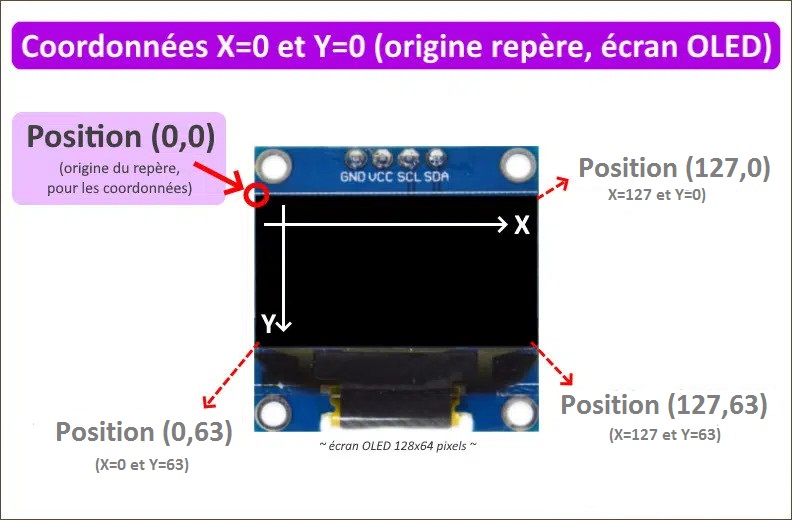 Coordonnées X=0 et Y=0 (origine repère, écran OLED)
Position (0,0)
(origine du repère,
pour les coordonnées)
GND VCC SCL SDA
Position (127,0)
X=127 et Y=0)
X
Y
Position (0,63)
(X=0 et Y=63)
Position (127,63)
(X=127 et Y=63)
~ écran OLED 128x64 pixels ~